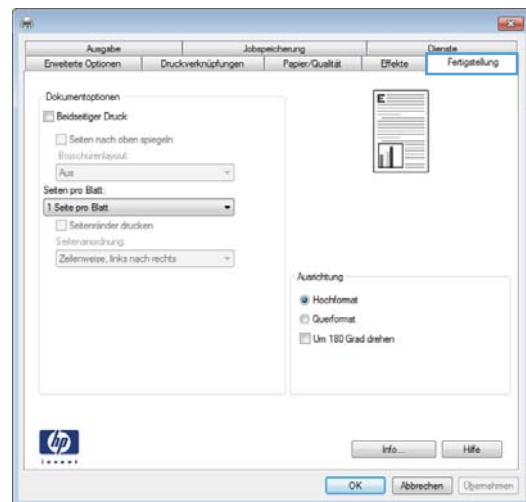 Ausgabe
Jobspeicherung
Dienste
Erweiterte Optionen
Druckverknüpfungen
Papier/Qualität
Effekte
Fertigstellung
Dokumentoptionen
Beidseitiger Druck
Seiten nach oben spiegeln
Broschürenlayout:
Aus
Seiten pro Blatt:
1 Seite pro Blatt
Seitenränder drucken
Seitenanordnung:
Zeilenweise, links nach rechts
E
Ausrichtung
Hochformat
Querformat
Um 180 Grad drehen
hp
invent
Info...
Hilfe
OK
Abbrechen
Übernehmen